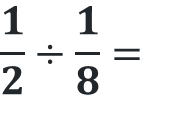 1/2 ÷ 1/8 =